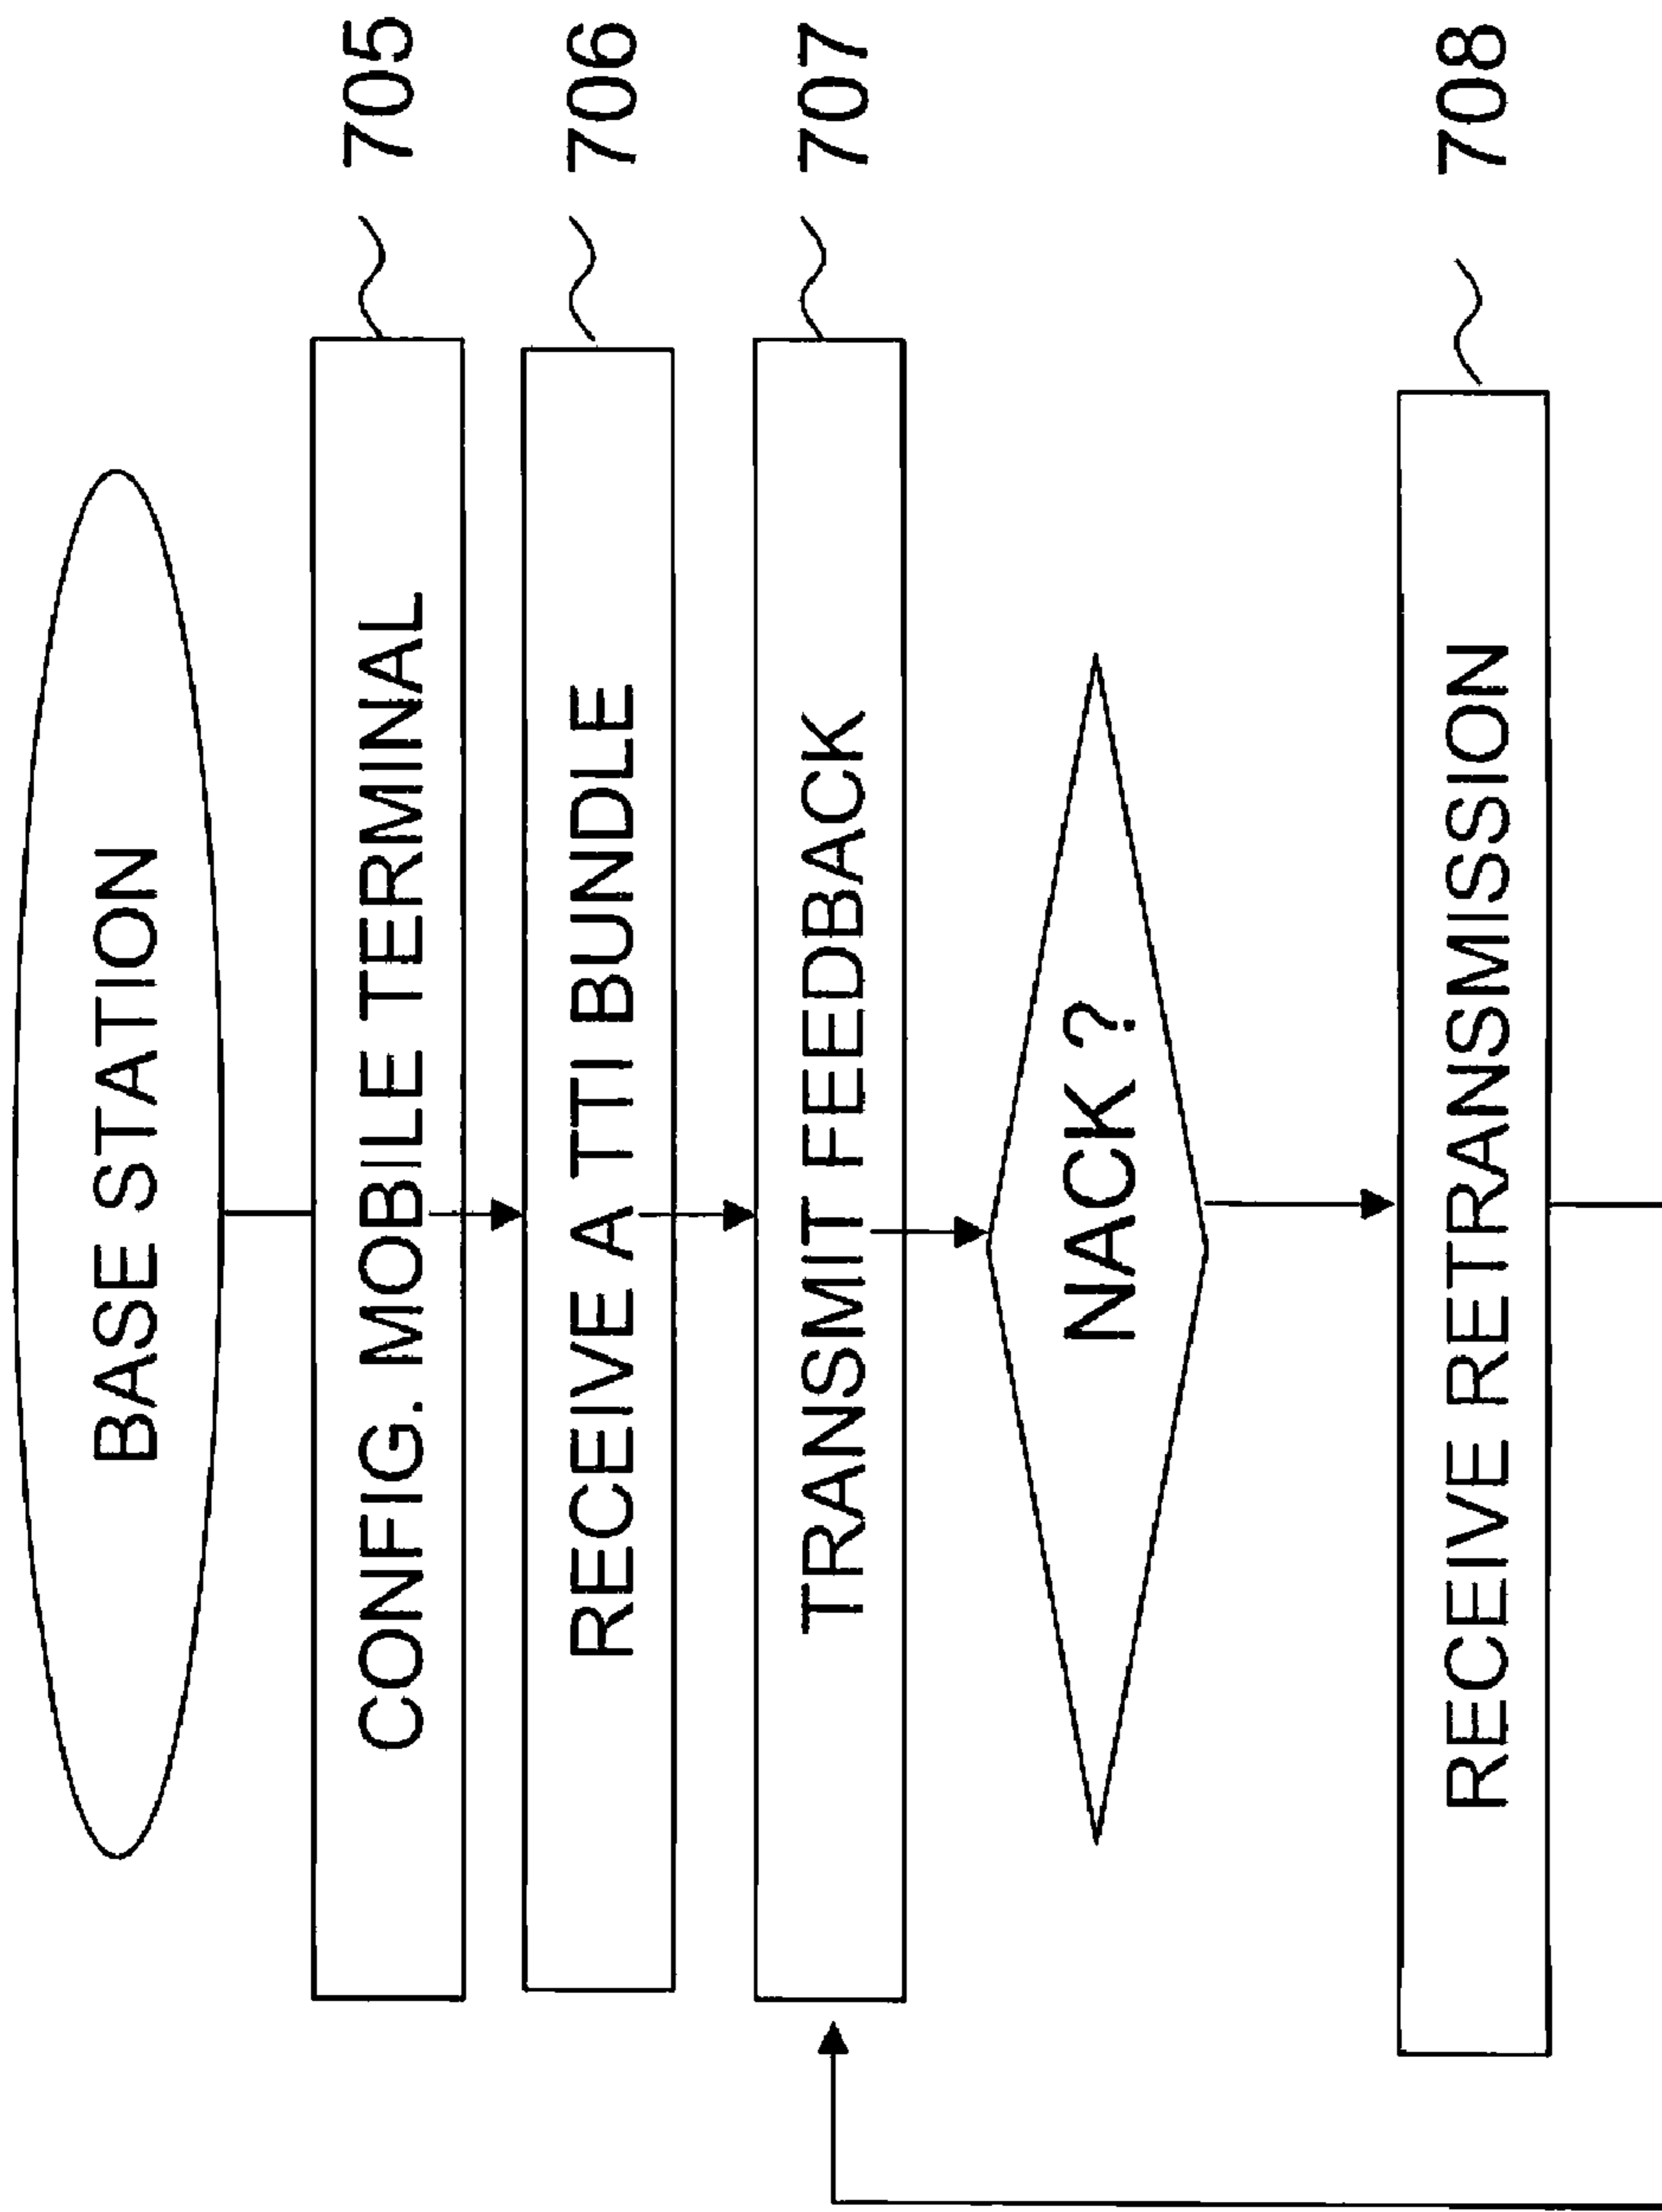 BASE STATION
CONFIG. MOBILE TERMINAL
705
RECEIVE A TTI BUNDLE
706
TRANSMIT FEEDBACK
707
NACK ?
RECEIVE RETRANSMISSION
708